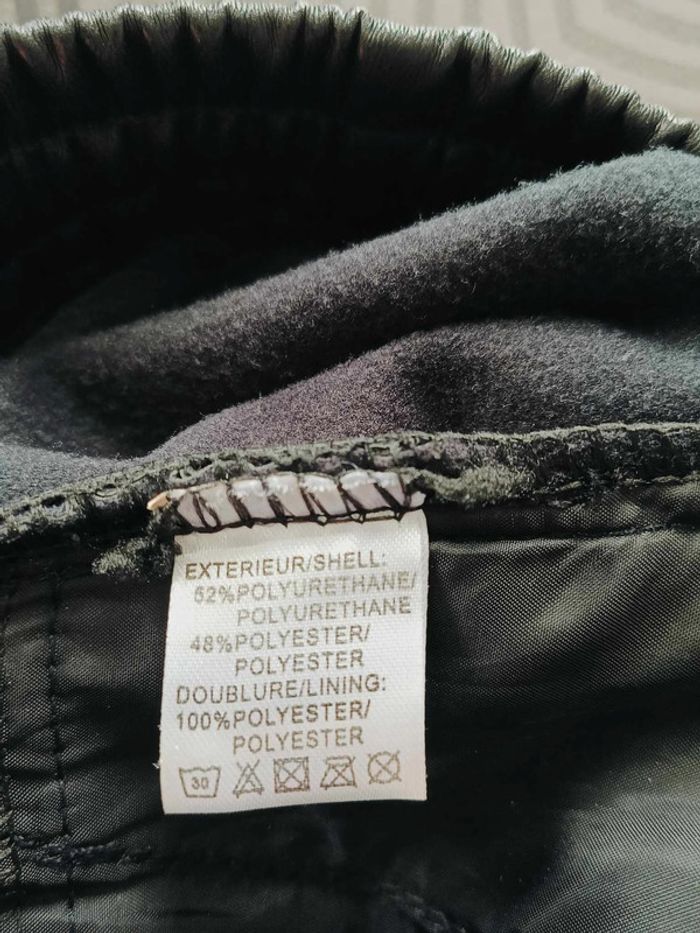 EXTERIEUR/SHELL:
52%POLYURETHANE/
POLYURETHANE
48%POLYESTER/
POLYESTER
DOUBLURE/LINING:
100%POLYESTER/
POLYESTER
30